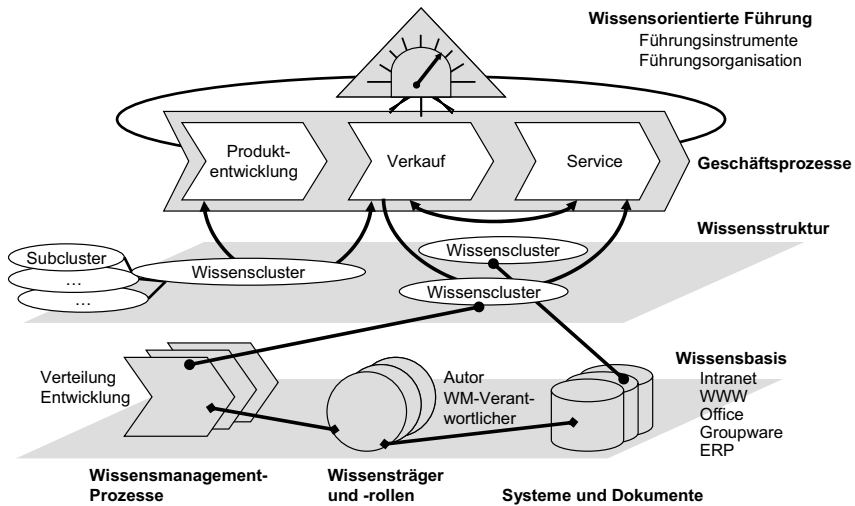 Wissensorientierte Führung
Führungsinstrumente
Führungsorganisation
Produkt-
entwicklung
Verkauf
Service
Geschäftsprozesse
Wissensstruktur
Subcluster
…
…
Wissenscluster
Wissenscluster
Wissenscluster
Wissensbasis
Intranet
WWW
Office
Groupware
ERP
Verteilung
Entwicklung
Autor
WM-Verant-
wortlicher
Wissensmanagement-
Prozesse
Wissensträger
und -rollen
Systeme und Dokumente